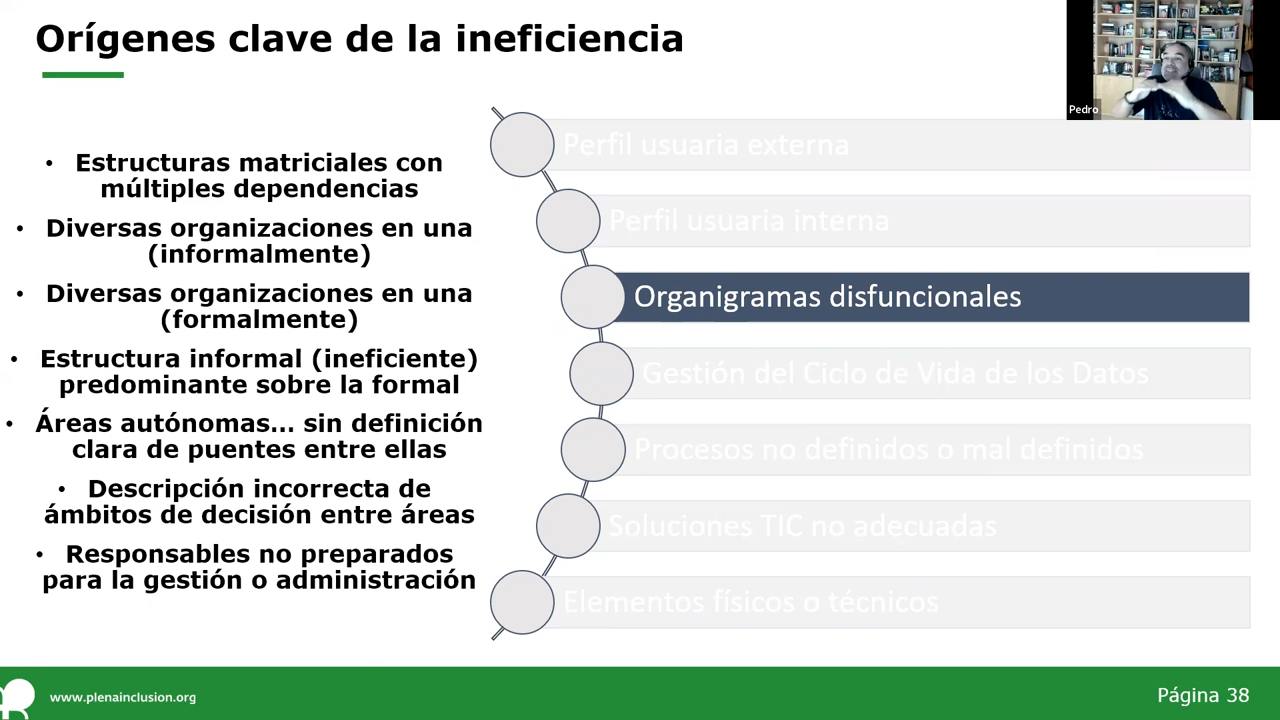 Orígenes clave de la ineficiencia
Pedro
• Estructuras matriciales con
múltiples dependencias
• Diversas organizaciones en una
(informalmente)
• Diversas organizaciones en una
(formalmente)
• Estructura informal (ineficiente)
predominante sobre la formal
• Áreas autónomas... sin definición
clara de puentes entre ellas
• Descripción incorrecta de
ámbitos de decisión entre áreas
• Responsables no preparados
para la gestión o administración
Perfil usuaria externa
Perfil usuaria interna
Organigramas disfuncionales
Gestión del Ciclo de Vida de los Datos
Procesos no definidos o mal definidos
Soluciones TIC no adecuadas
Elementos físicos o técnicos
www.plenainclusion.org
Página 38